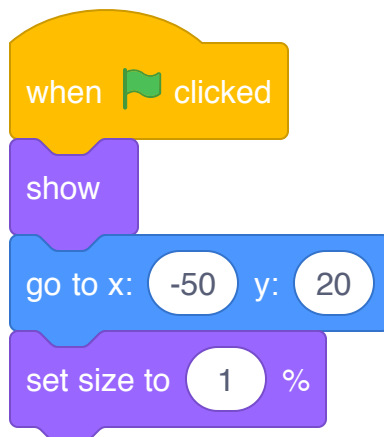 when clicked
show
go to x: -50 y: 20
set size to 1 %